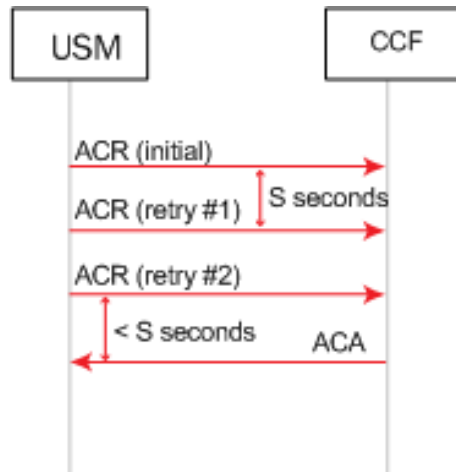 USM
CCF
ACR (initial)
S seconds
ACR (retry #1)
ACR (retry #2)
< S seconds
ACA